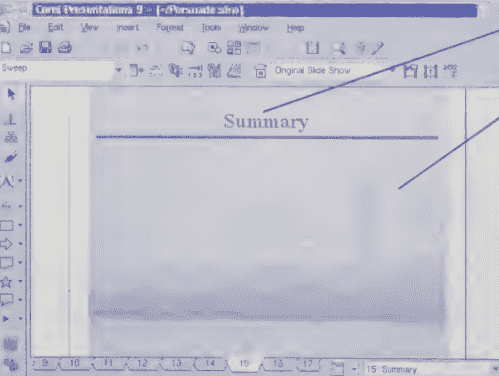 Corel Presentations 9 - [~/Persuade.shw]
File Edit View Insert Format Tools Window Help
Sweep
Original Slide Show
Summary
9 10 11 12 13 14 15 16 17
15 Summary